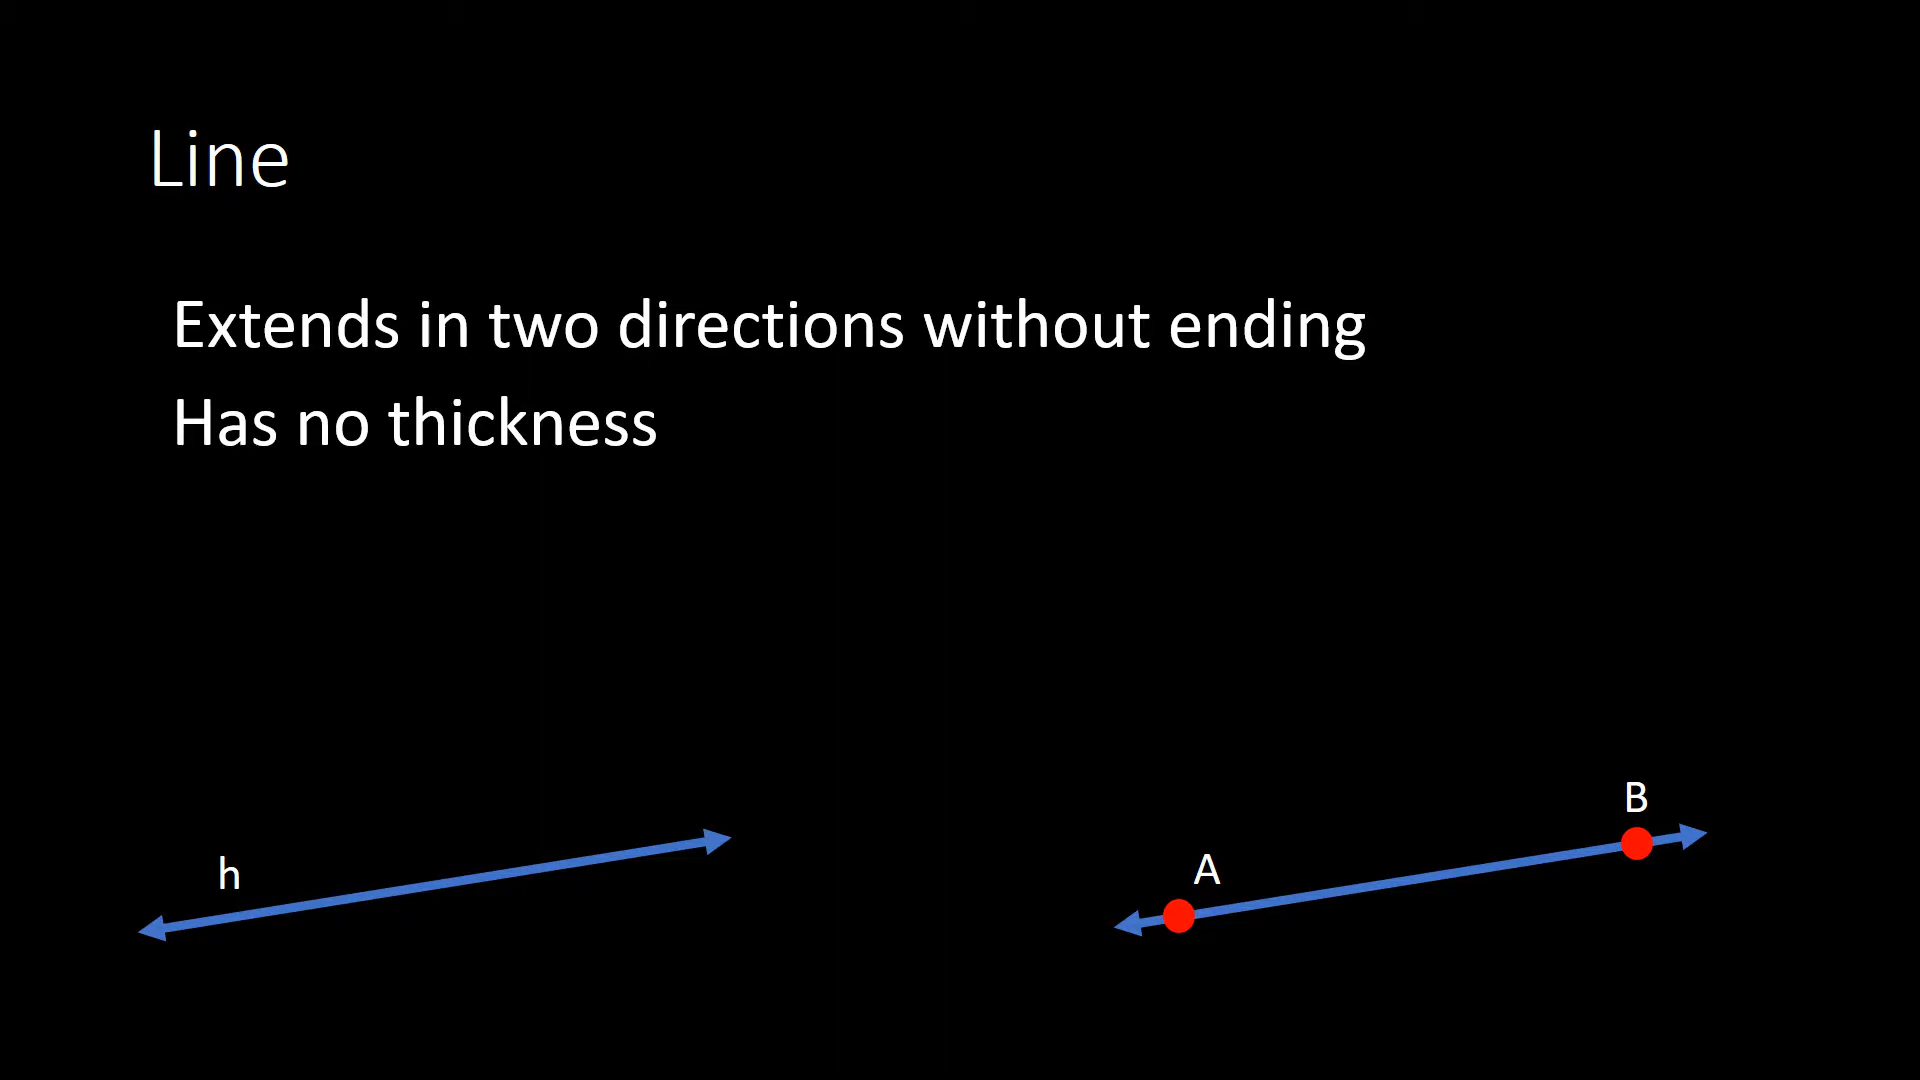 Line
Extends in two directions without ending
Has no thickness
h
A
B